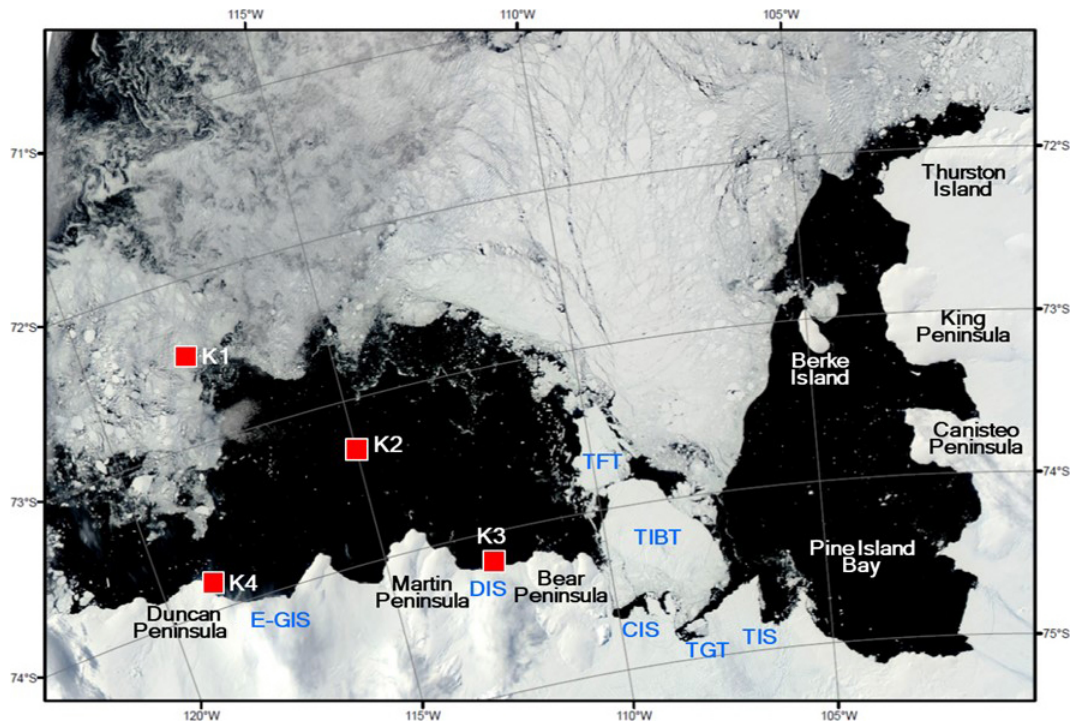 115°W 110°W 105°W
71°S
72°S
Thurston
Island
K1
72°S
73°S
King
Peninsula
Berke
Island
K2
TFT
Canisteo
Peninsula
74°S
73°S
K3
TIBT
Pine Island
Bay
K4
DIS
Martin
Peninsula
Bear
Peninsula
Duncan
Peninsula
E-GIS
CIS
TGT
TIS
75°S
74°S
120°W 115°W 110°W 105°W